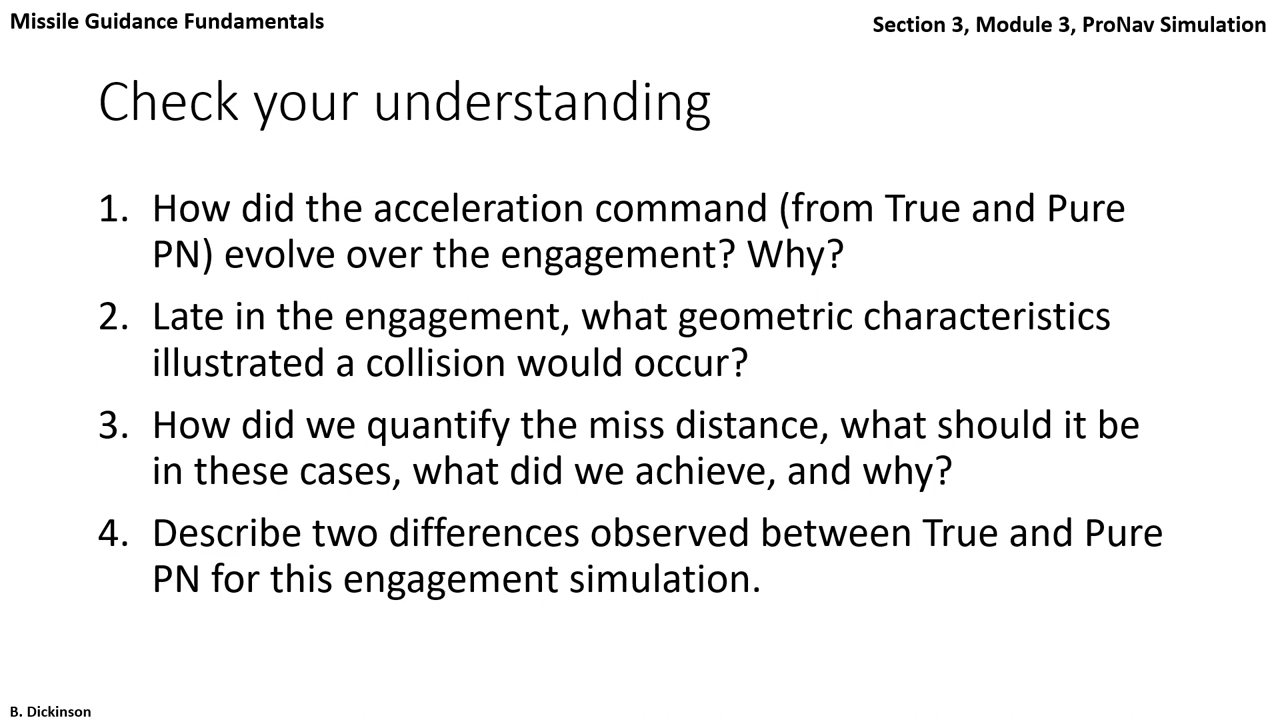 Missile Guidance Fundamentals
Section 3, Module 3, ProNav Simulation
Check your understanding
1. How did the acceleration command (from True and Pure
PN) evolve over the engagement? Why?
2. Late in the engagement, what geometric characteristics
illustrated a collision would occur?
3. How did we quantify the miss distance, what should it be
in these cases, what did we achieve, and why?
4. Describe two differences observed between True and Pure
PN for this engagement simulation.
B. Dickinson